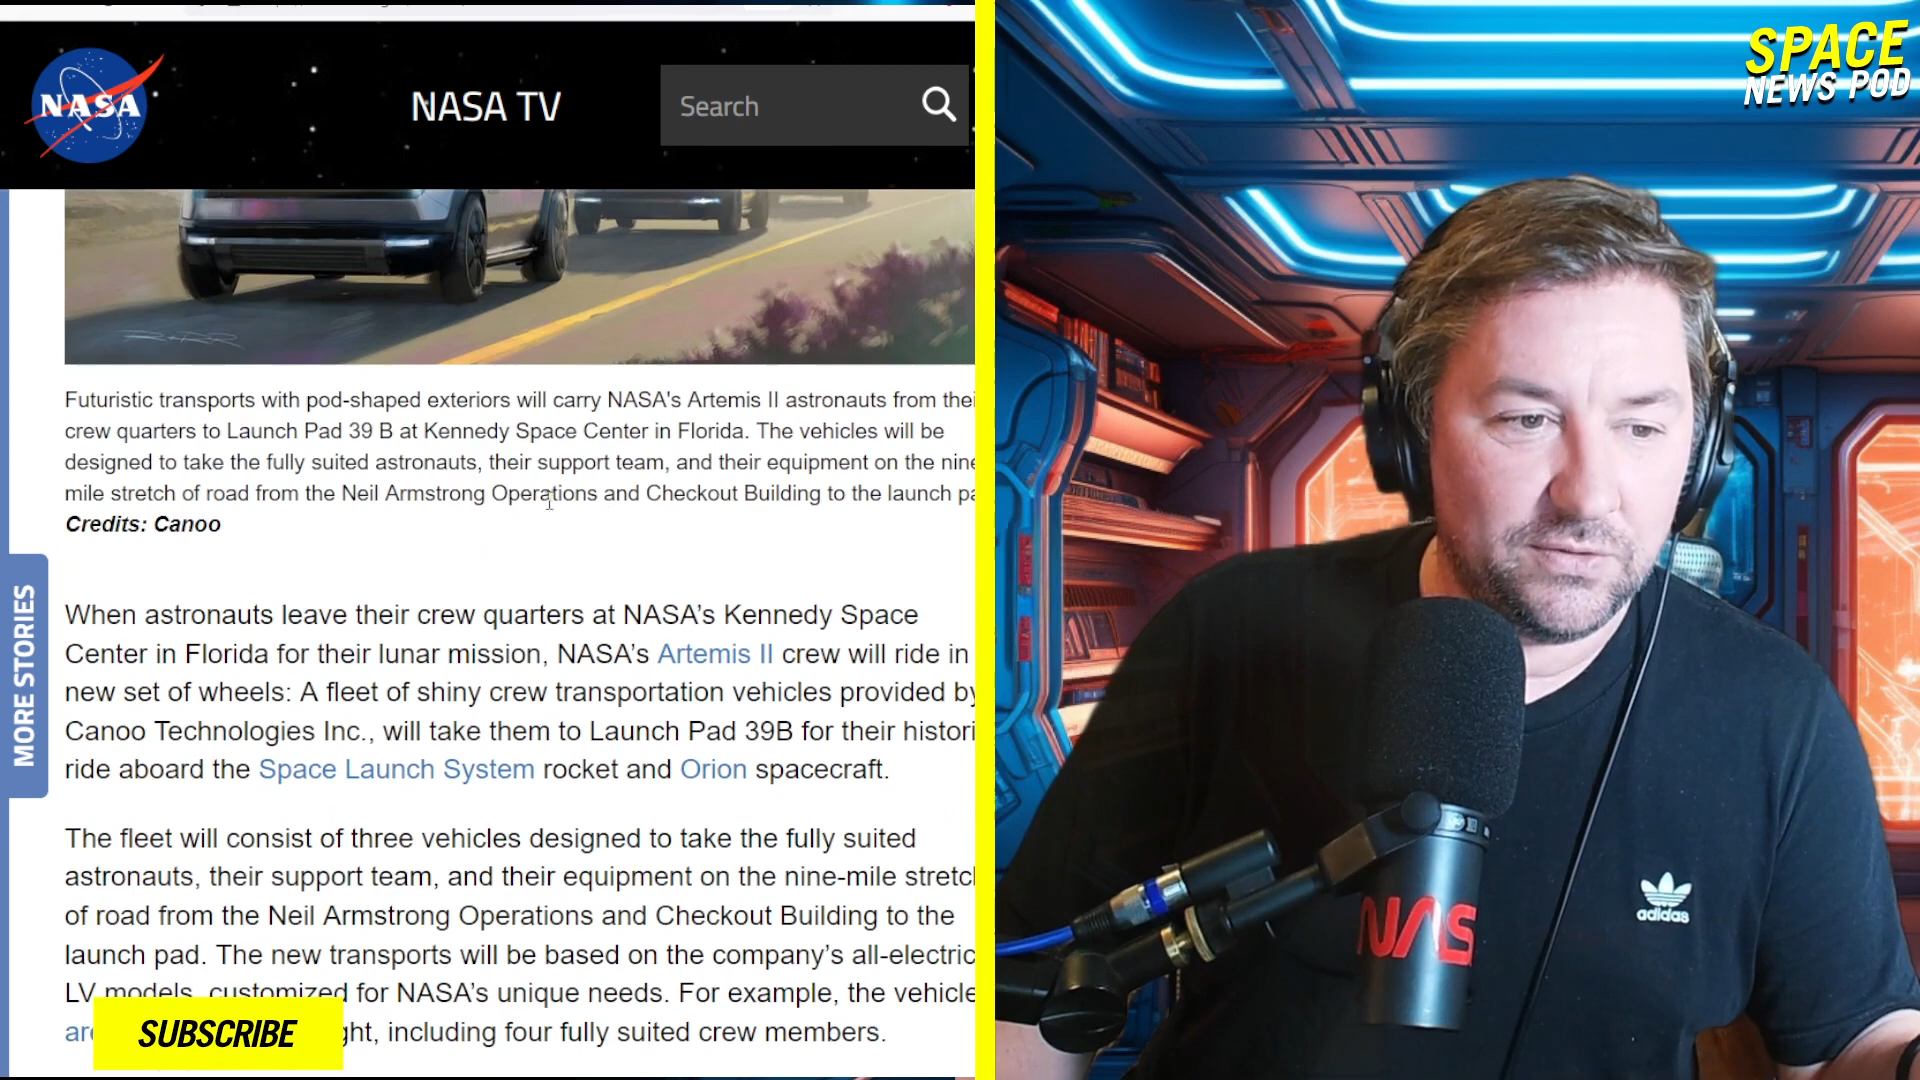 NASA
NASA TV
Search
SPACE
NEWS POD
Futuristic transports with pod-shaped exteriors will carry NASA's Artemis II astronauts from thei
crew quarters to Launch Pad 39 B at Kennedy Space Center in Florida. The vehicles will be
designed to take the fully suited astronauts, their support team, and their equipment on the nine
mile stretch of road from the Neil Armstrong Operations and Checkout Building to the launch pa
Credits: Canoo
MORE STORIES
When astronauts leave their crew quarters at NASA’s Kennedy Space
Center in Florida for their lunar mission, NASA’s Artemis II crew will ride in
new set of wheels: A fleet of shiny crew transportation vehicles provided by
Canoo Technologies Inc., will take them to Launch Pad 39B for their histori
ride aboard the Space Launch System rocket and Orion spacecraft.
The fleet will consist of three vehicles designed to take the fully suited
astronauts, their support team, and their equipment on the nine-mile stretch
of road from the Neil Armstrong Operations and Checkout Building to the
launch pad. The new transports will be based on the company’s all-electric
LV models, customized for NASA’s unique needs. For example, the vehicle
ght, including four fully suited crew members.
SUBSCRIBE
NAS
adidas